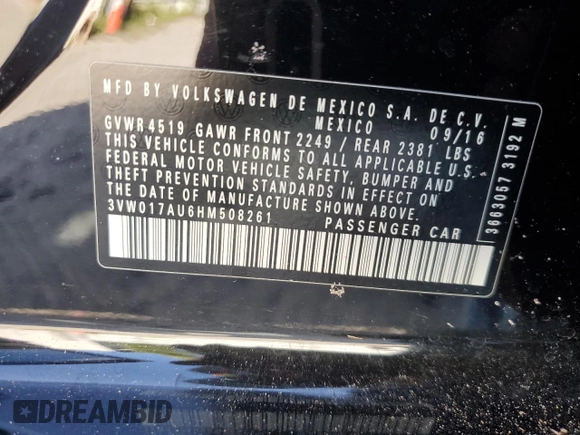 MFD BY VOLKSWAGEN DE MEXICO S.A. DE C.V.
MEXICO 09/16
GVWR 4519 GAWR FRONT 2249 / REAR 2381 LBS
THIS VEHICLE CONFORMS TO ALL APPLICABLE U.S.
FEDERAL MOTOR VEHICLE SAFETY, BUMPER AND
THEFT PREVENTION STANDARDS IN EFFECT ON
THE DATE OF MANUFACTURE SHOWN ABOVE.
3VW017AU6HM508261 PASSENGER CAR
3663057 3192 M
DREAMBID